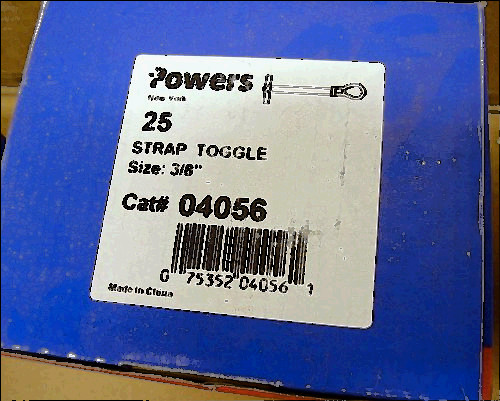 Powers
New York
25
STRAP TOGGLE
Size: 3/8"
Cat# 04056
0 75352 04056 1
Made in China